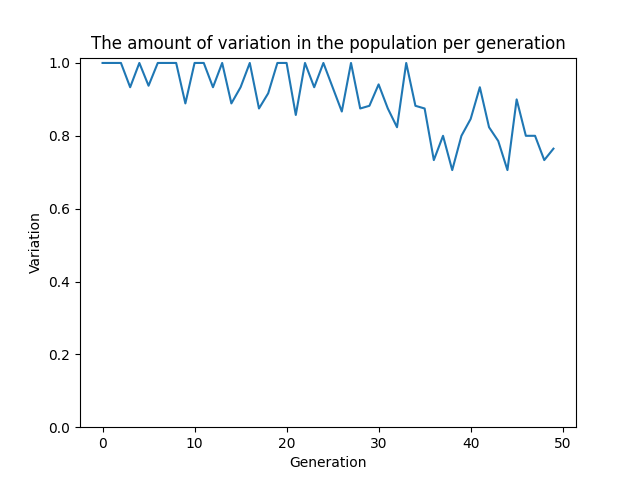 The amount of variation in the population per generation
1.0
0.8
0.6
0.4
0.2
0.0
Variation
0 10 20 30 40 50
Generation